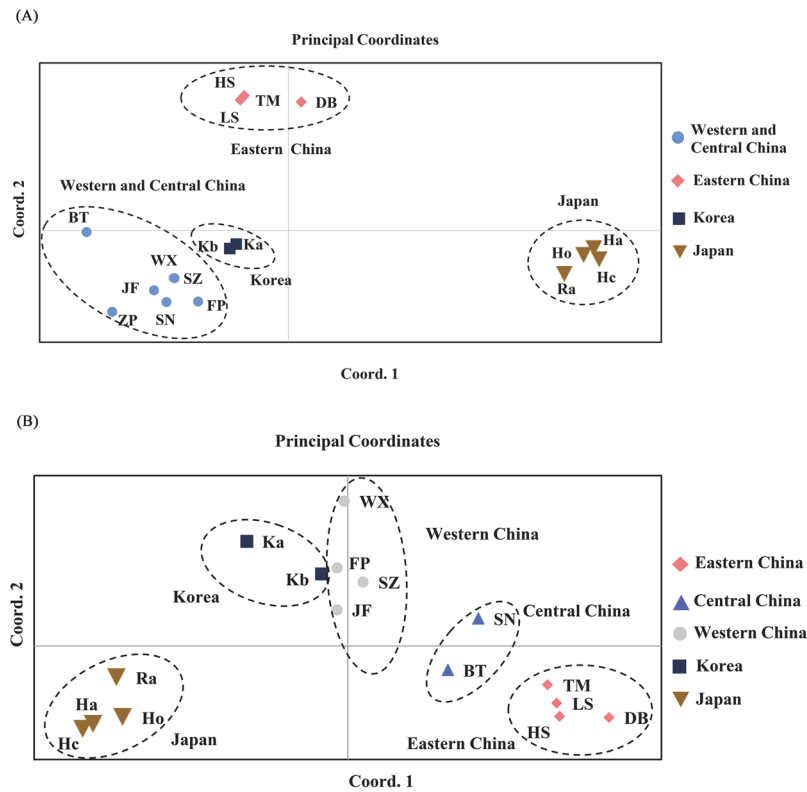 (A)
Principal Coordinates
HS
TM
DB
LS
Eastern China
Western and Central China
BT
Kb
Ka
Korea
WX
SZ
JF
SN
FP
ZP
Japan
Ha
Ho
Hc
Ra
Coord. 2
Coord. 1
Western and
Central China
Eastern China
Korea
Japan
(B)
Principal Coordinates
WX
Western China
Ka
FP
Kb
SZ
Korea
JF
Central China
SN
BT
Ra
TM
Ha
LS
Ho
HS
DB
Hc
Japan
Eastern China
Coord. 2
Coord. 1
Eastern China
Central China
Western China
Korea
Japan